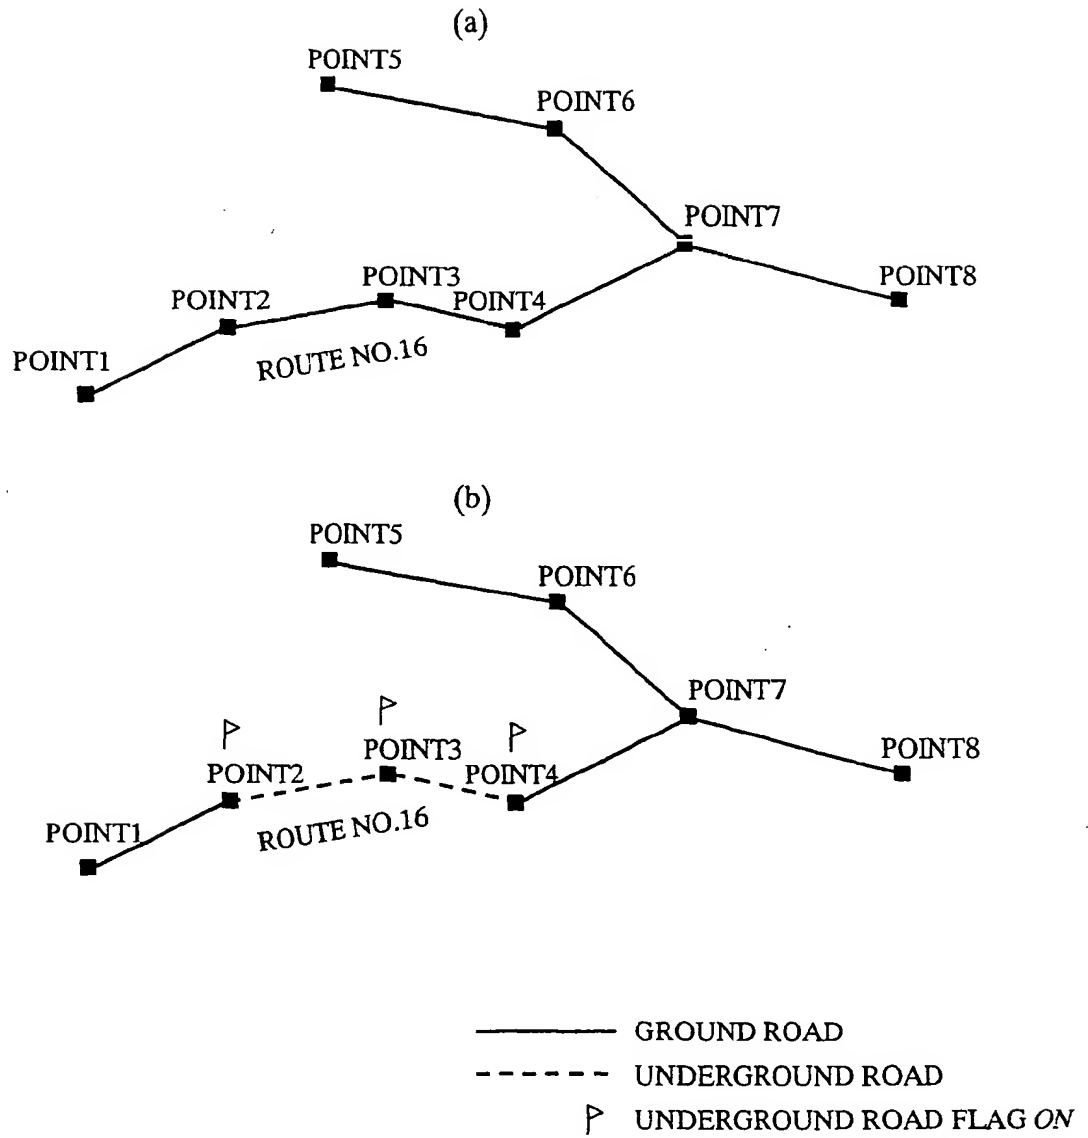 (a)
POINT5
POINT6
POINT7
POINT8
POINT3
POINT2
POINT4
ROUTE NO.16
POINT1
(b)
POINT5
POINT6
POINT7
POINT8
POINT3
POINT2
POINT4
ROUTE NO.16
POINT1
GROUND ROAD
UNDERGROUND ROAD
UNDERGROUND ROAD FLAG ON